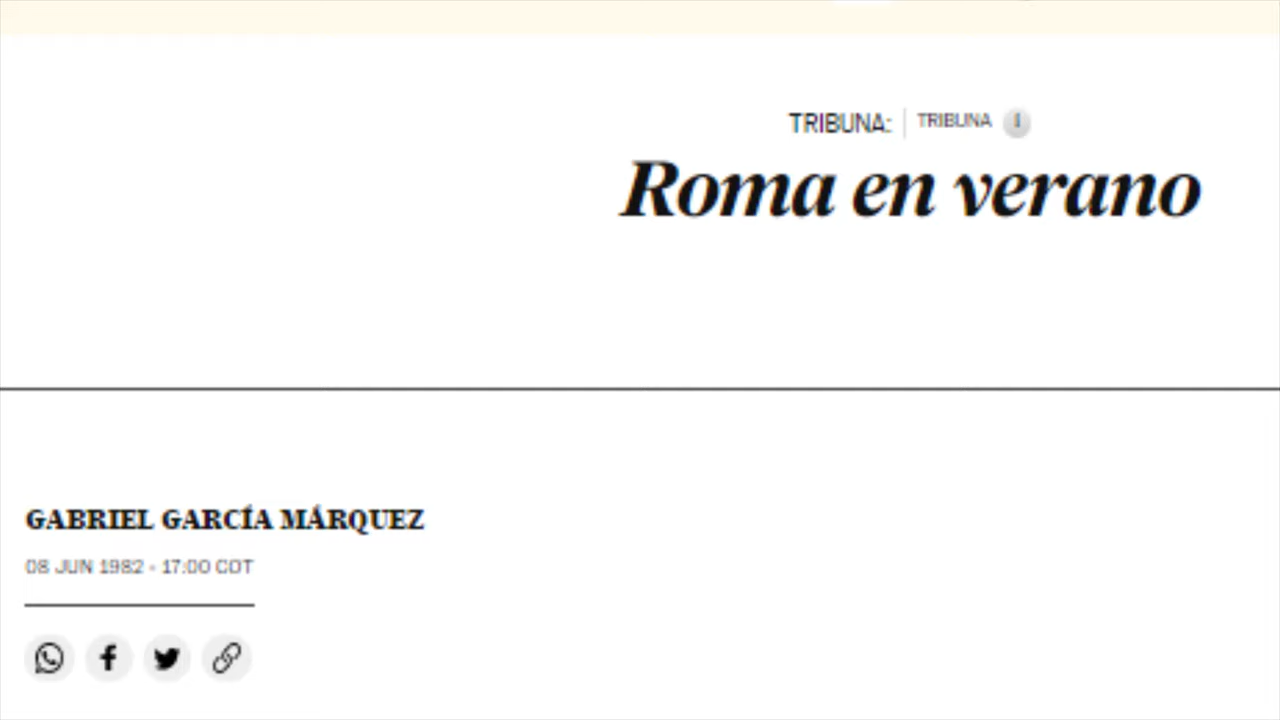 TRIBUNA: TRIBUNA i
Roma en verano
GABRIEL GARCÍA MÁRQUEZ
08 JUN 1982 - 17:00 COT